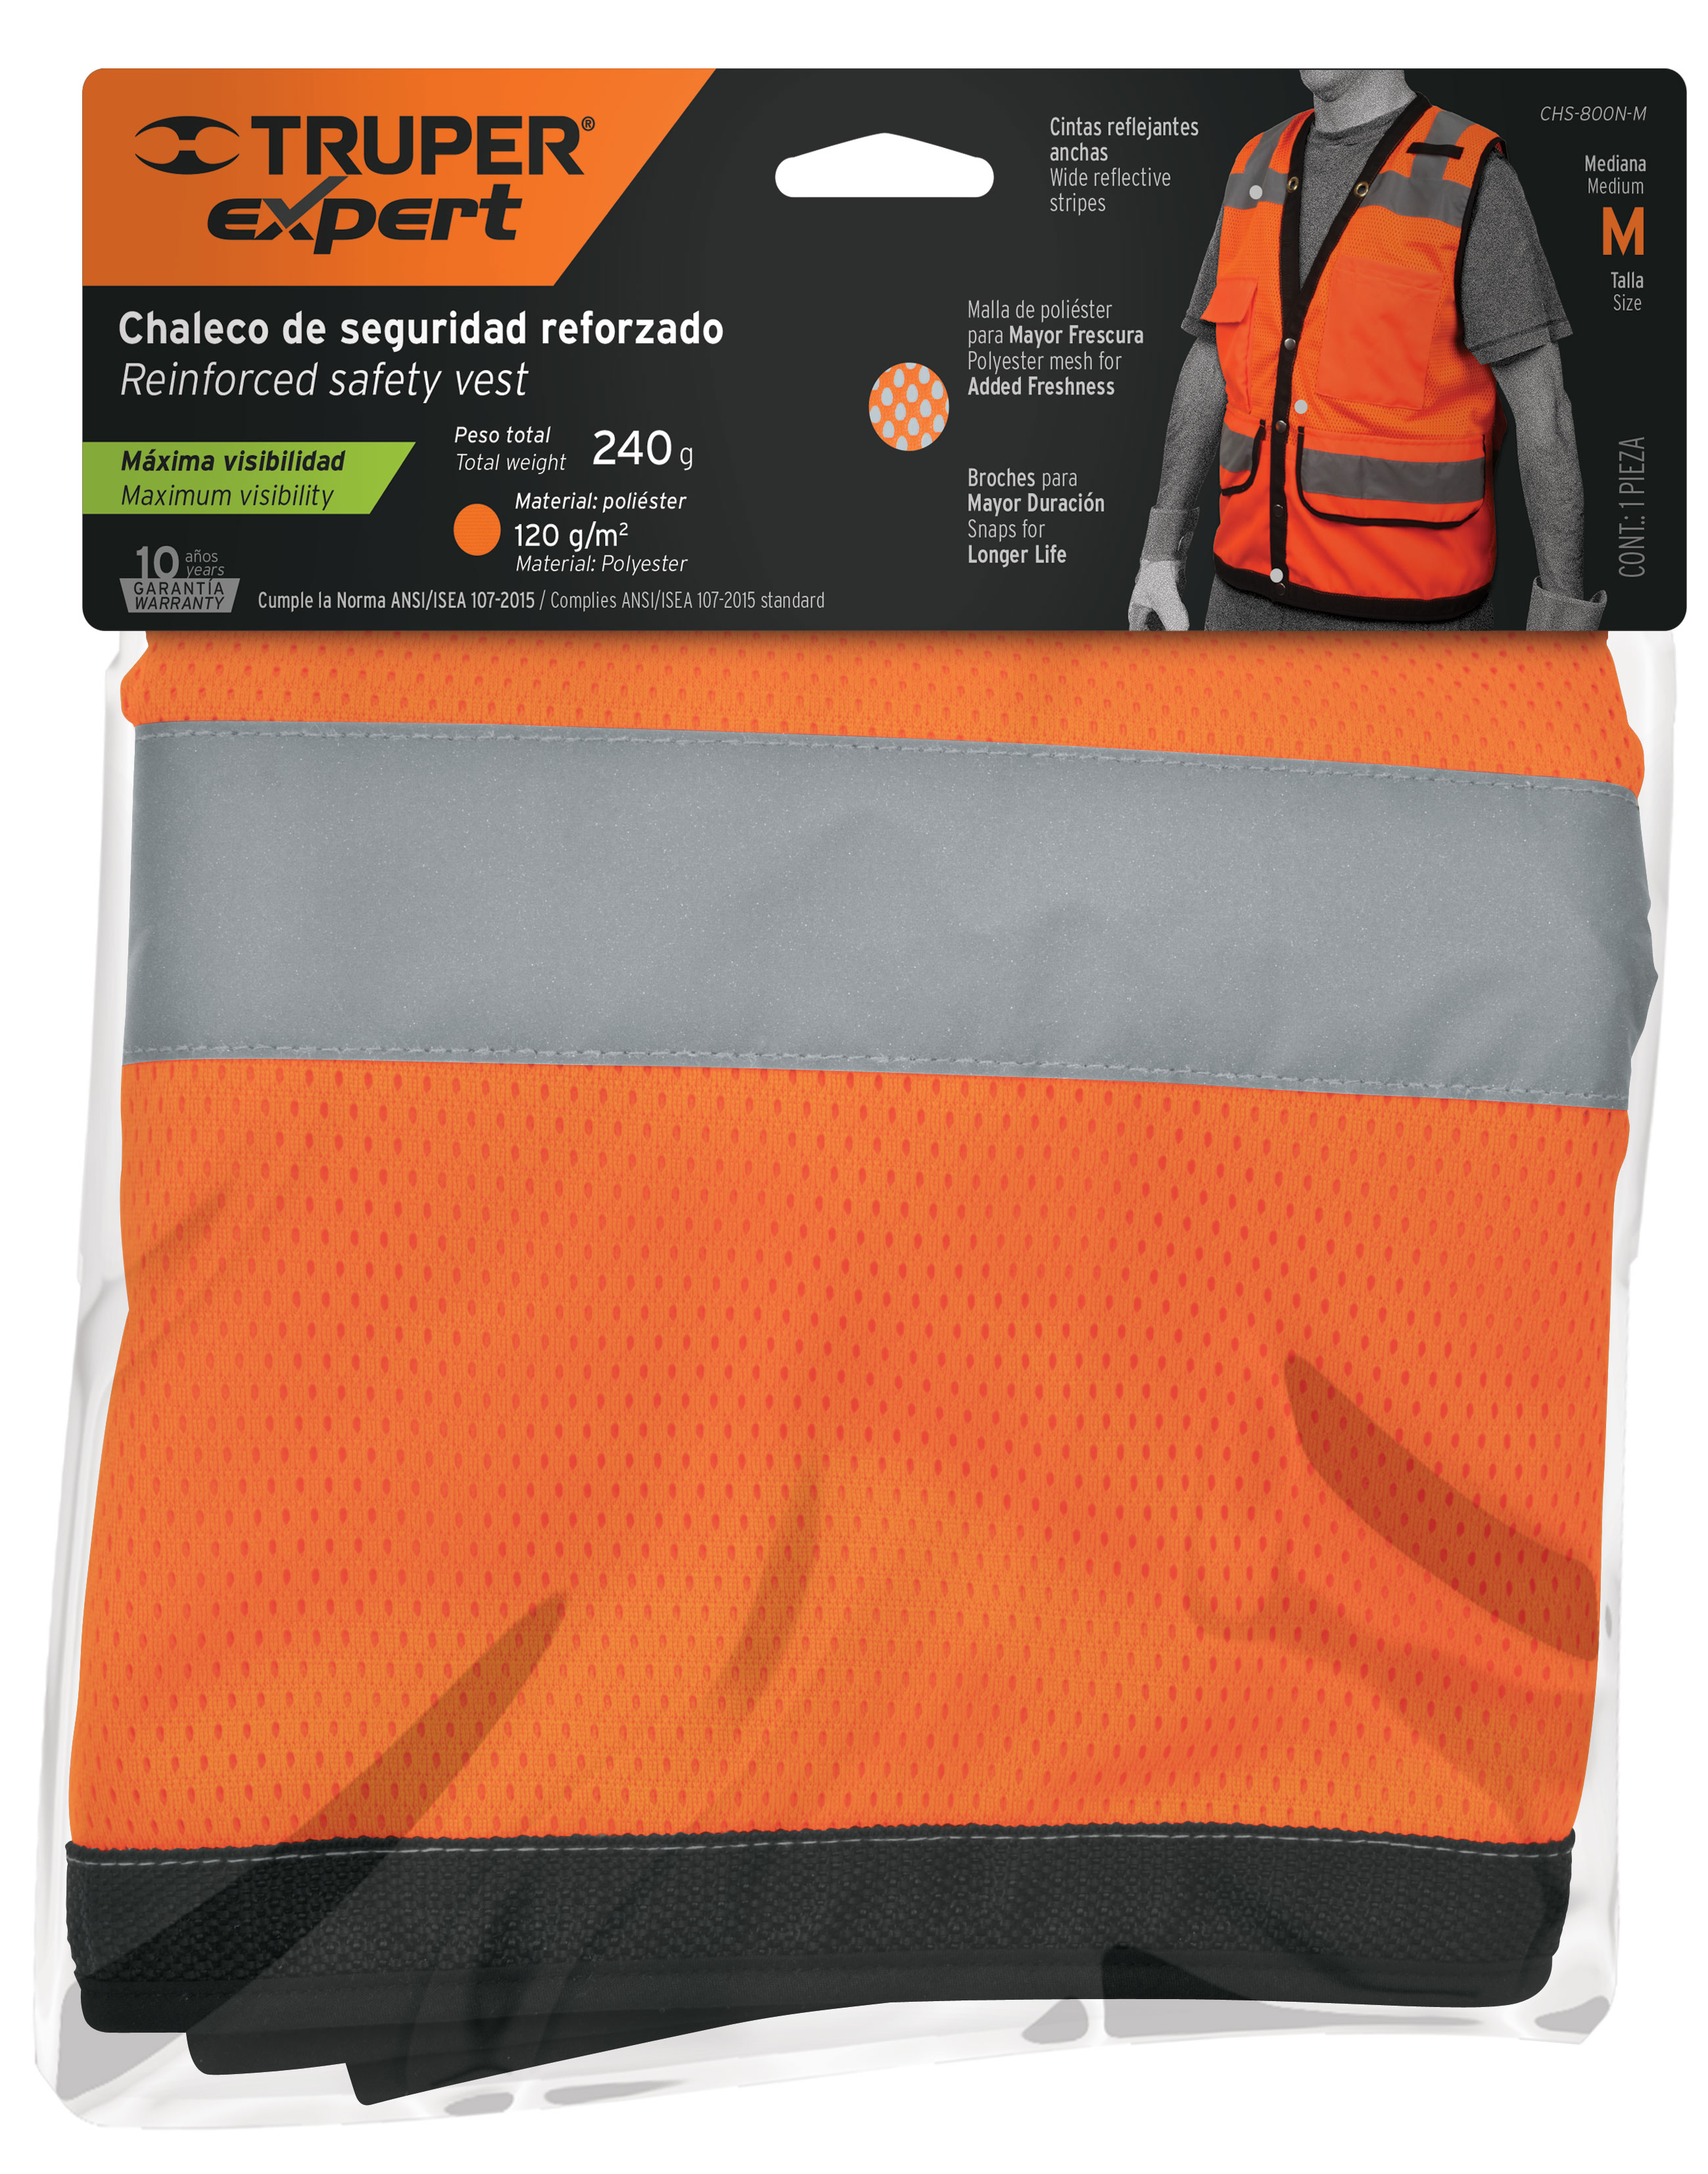 TRUPER®
expert
Chaleco de seguridad reforzado
Reinforced safety vest
Máxima visibilidad
Maximum visibility
Peso total
Total weight
240 g
Material: poliéster
120 g/m²
Material: Polyester
10 años
years
GARANTÍA
WARRANTY
Cumple la Norma ANSI/ISEA 107-2015 / Complies ANSI/ISEA 107-2015 standard
Cintas reflejantes
anchas
Wide reflective
stripes
Malla de poliéster
para Mayor Frescura
Polyester mesh for
Added Freshness
Broches para
Mayor Duración
Snaps for
Longer Life
CHS-800N-M
Mediana
Medium
M
Talla
Size
CONT.: 1 PIEZA